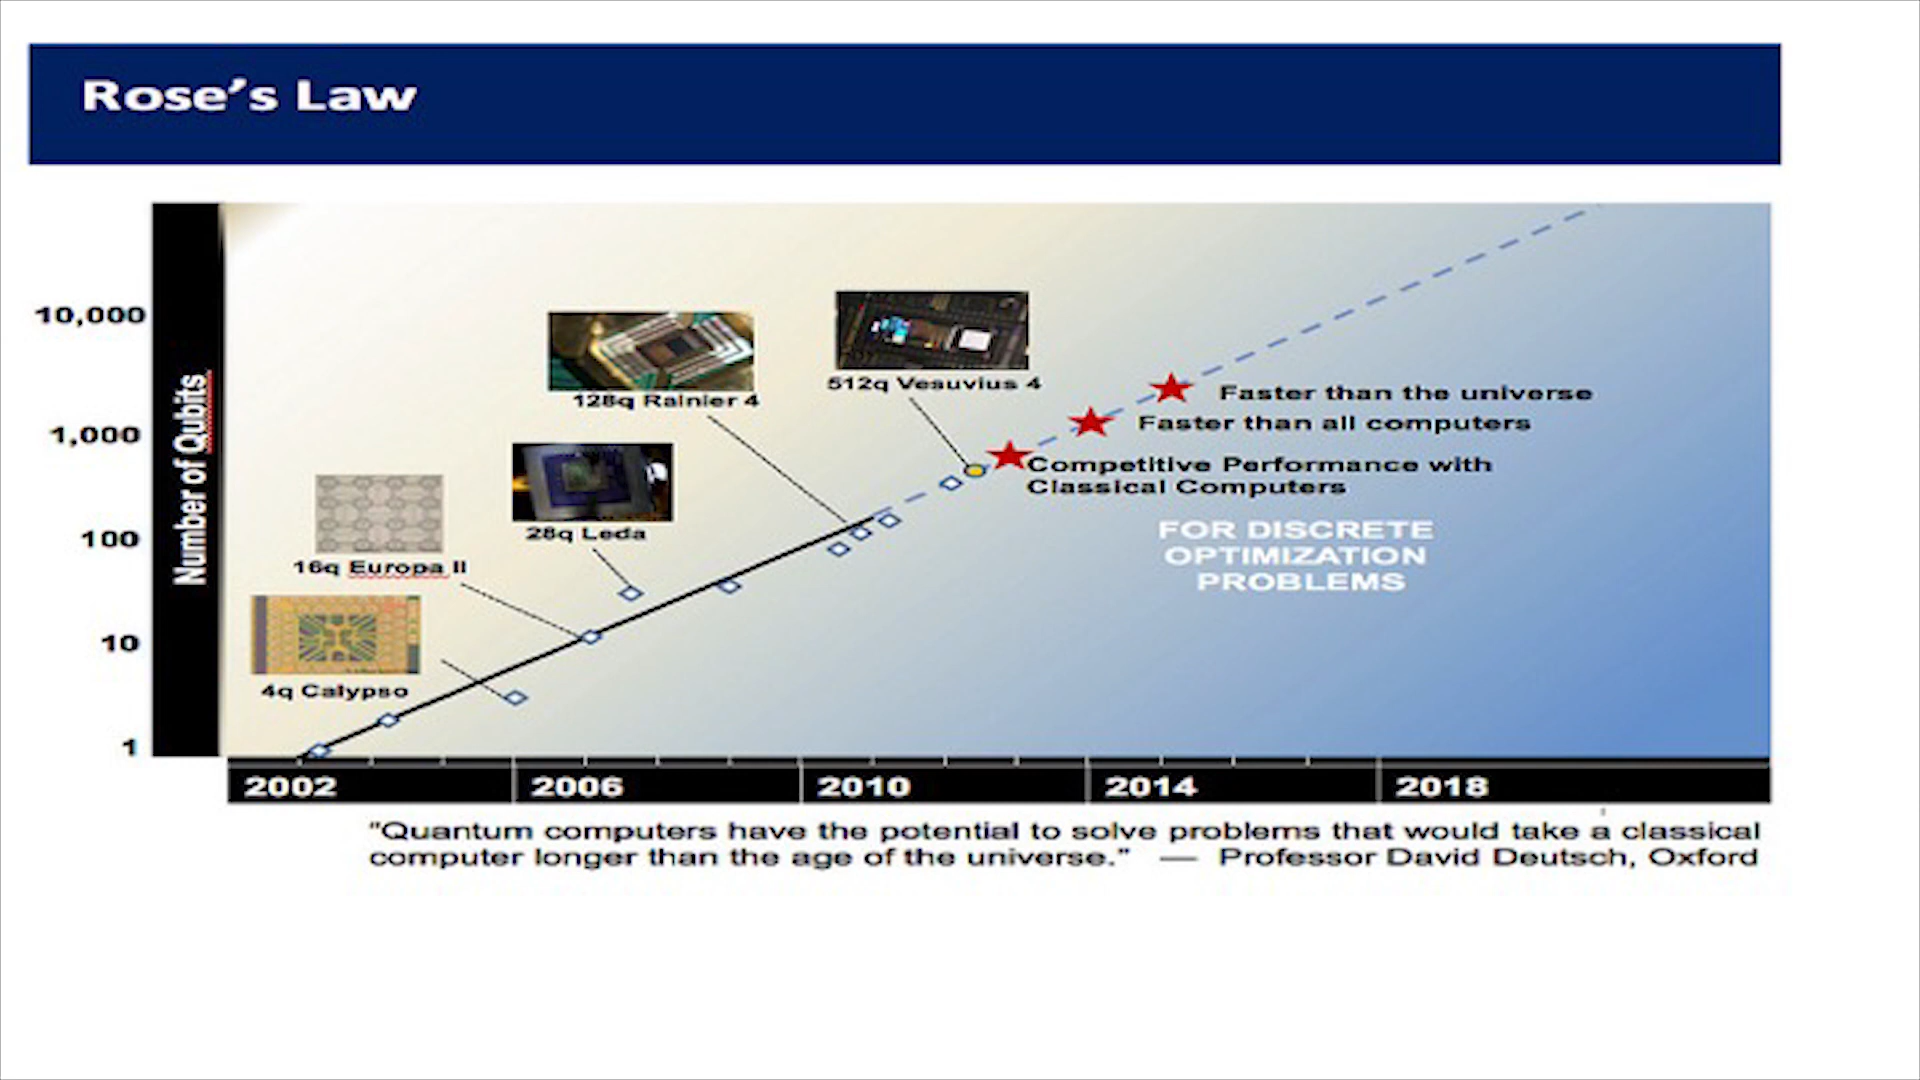 Rose's Law
10,000
1,000
100
10
1
Number of Qubits
512q Vesuvius 4
128q Rainier 4
28q Leda
16q Europa II
4q Calypso
Faster than the universe
Faster than all computers
Competitive Performance with
Classical Computers
FOR DISCRETE
OPTIMIZATION
PROBLEMS
2002 2006 2010 2014 2018
"Quantum computers have the potential to solve problems that would take a classical
computer longer than the age of the universe." — Professor David Deutsch, Oxford